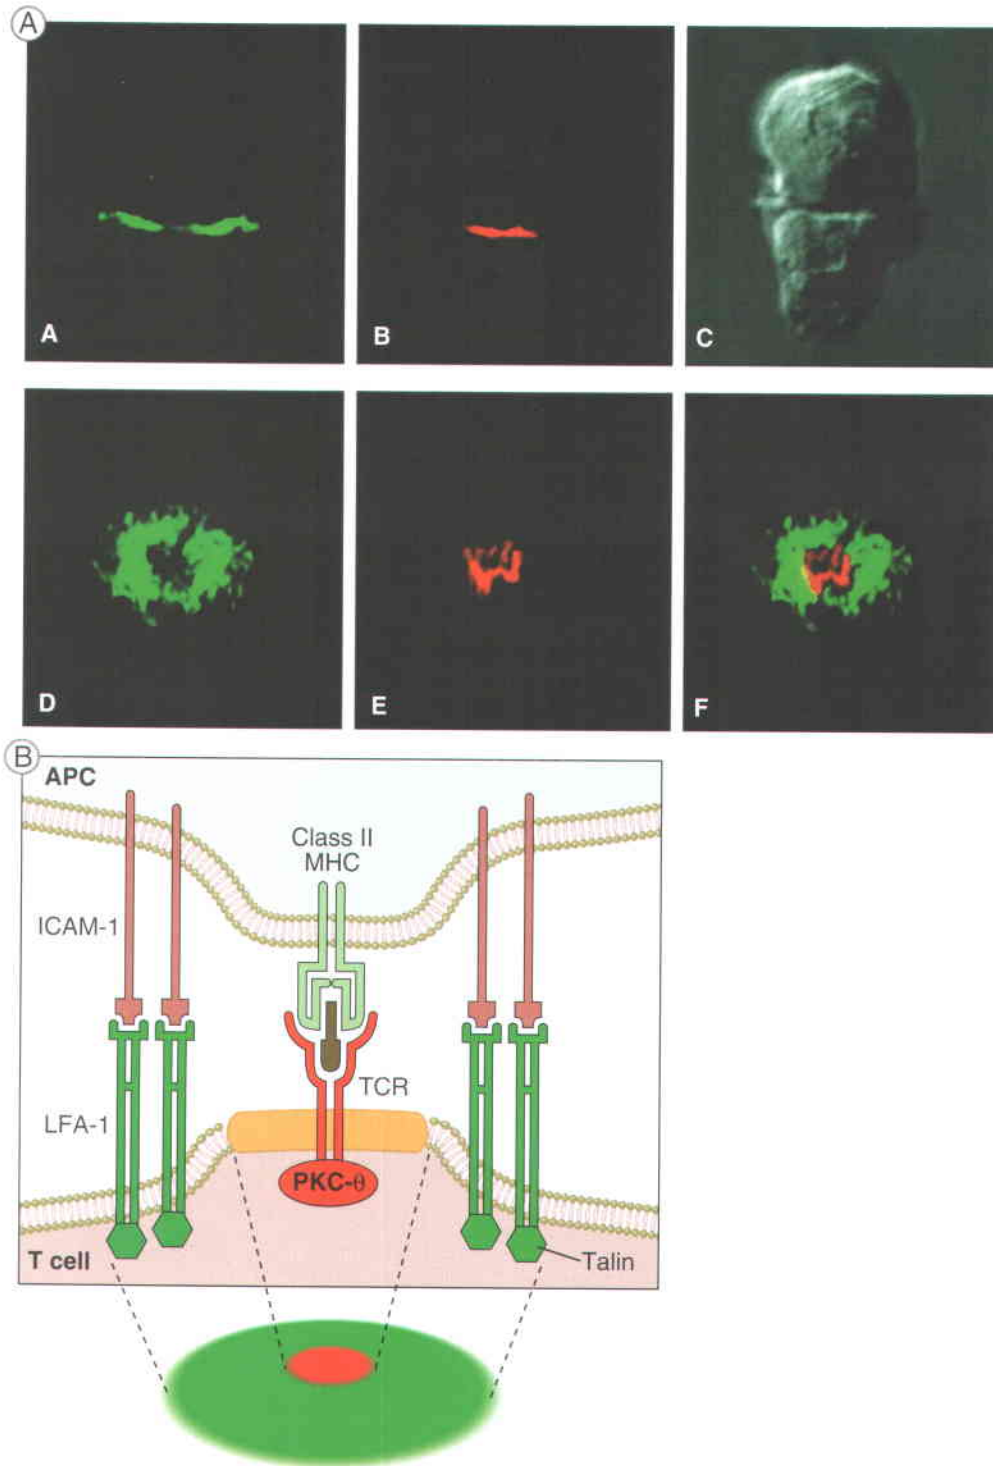 A
A
B
C
D
E
F
B
APC
Class II
MHC
ICAM-1
TCR
LFA-1
PKC-θ
T cell
Talin